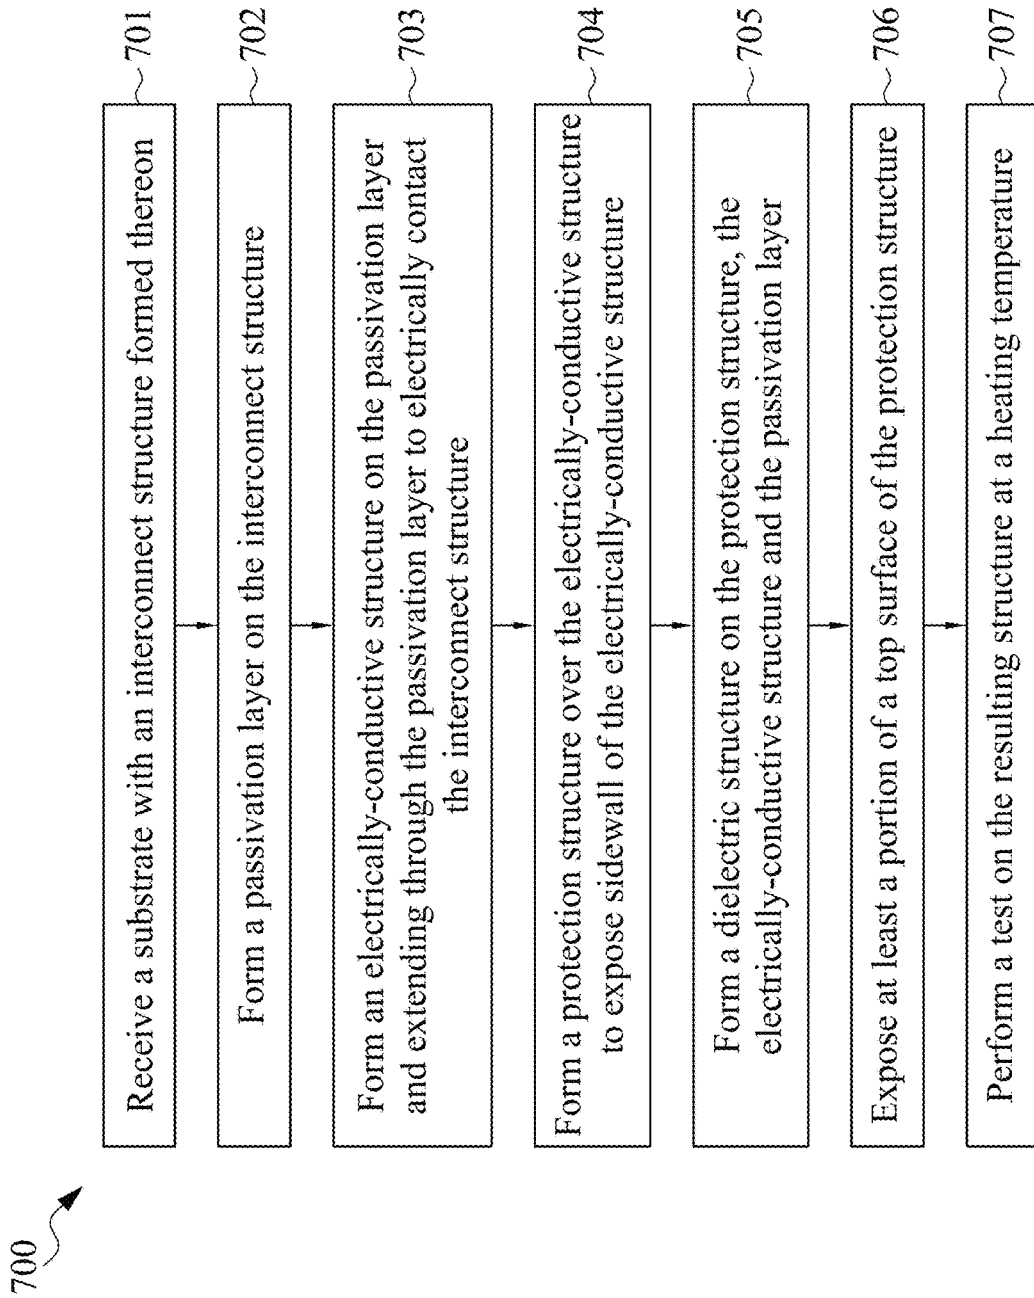 700
Receive a substrate with an interconnect structure formed thereon
701
Form a passivation layer on the interconnect structure
702
Form an electrically-conductive structure on the passivation layer
and extending through the passivation layer to electrically contact
the interconnect structure
703
Form a protection structure over the electrically-conductive structure
to expose sidewall of the electrically-conductive structure
704
Form a dielectric structure on the protection structure, the
electrically-conductive structure and the passivation layer
705
Expose at least a portion of a top surface of the protection structure
706
Perform a test on the resulting structure at a heating temperature
707